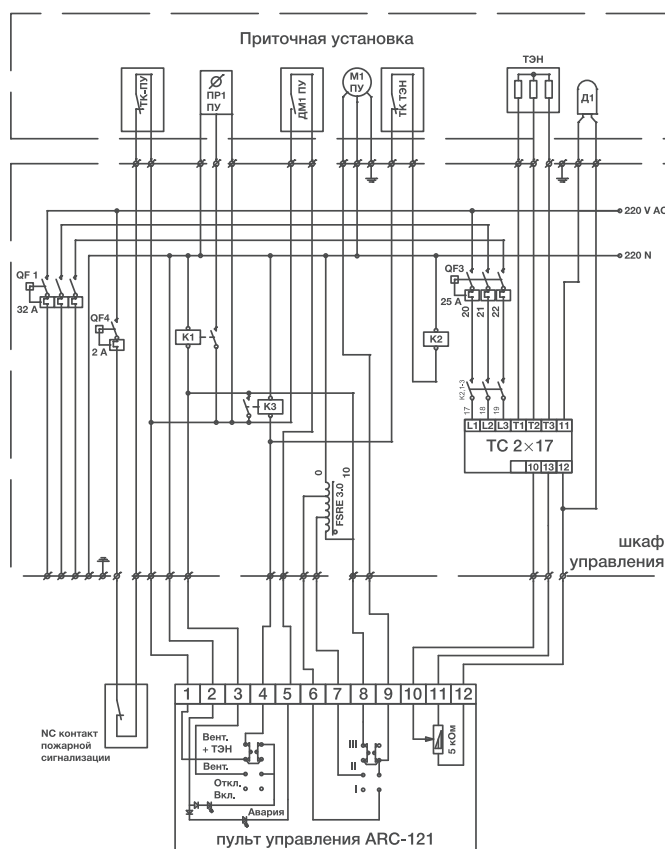 Приточная установка
ТЭН
ТК-ПУ
ПР1
ПУ
ДМ1 ПУ
М1
ПУ
ТК ТЭН
Д1
220 V AC
220 N
QF 1
32 A
QF4
2 A
QF3
25 A
20
21
22
K1
K2
K3
K2,1-3
17
18
19
L1 L2 L3 T1 T2 T3 11
ТС 2×17
10 13 12
0
10
FSRE 3.0
шкаф
управления
NC контакт
пожарной
сигнализации
1 2 3 4 5 6 7 8 9 10 11 12
Вент.
+ ТЭН
Вент.
Откл.
Вкл.
Авария
III
II
I
5 кОм
пульт управления ARC-121